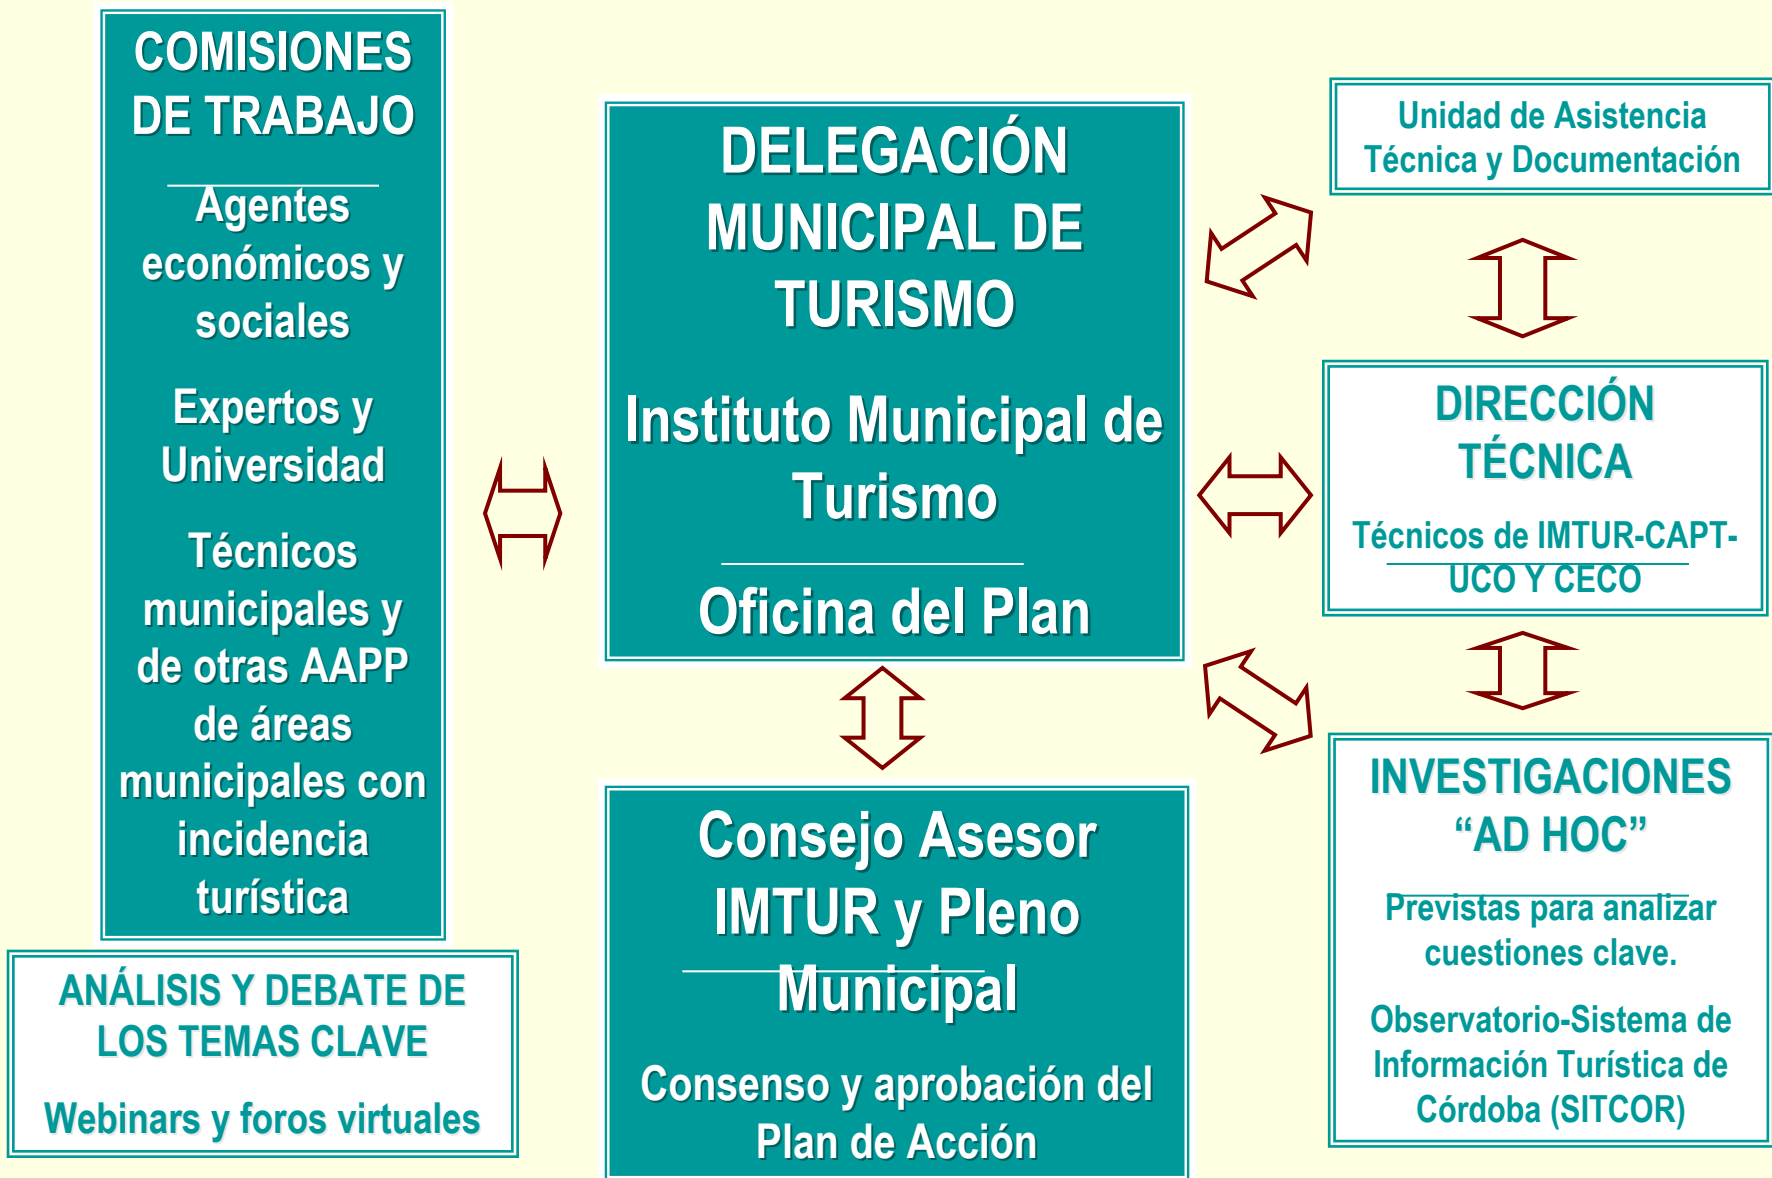 COMISIONES
DE TRABAJO
Agentes
económicos y
sociales
Expertos y
Universidad
Técnicos
municipales y
de otras AAPP
de áreas
municipales con
incidencia
turística
ANÁLISIS Y DEBATE DE
LOS TEMAS CLAVE
Webinars y foros virtuales
DELEGACIÓN
MUNICIPAL DE
TURISMO
Instituto Municipal de
Turismo
Oficina del Plan
Consejo Asesor
IMTUR y Pleno
Municipal
Consenso y aprobación del
Plan de Acción
Unidad de Asistencia
Técnica y Documentación
DIRECCIÓN
TÉCNICA
Técnicos de IMTUR-CAPT-
UCO Y CECO
INVESTIGACIONES
“AD HOC”
Previstas para analizar
cuestiones clave.
Observatorio-Sistema de
Información Turística de
Córdoba (SITCOR)